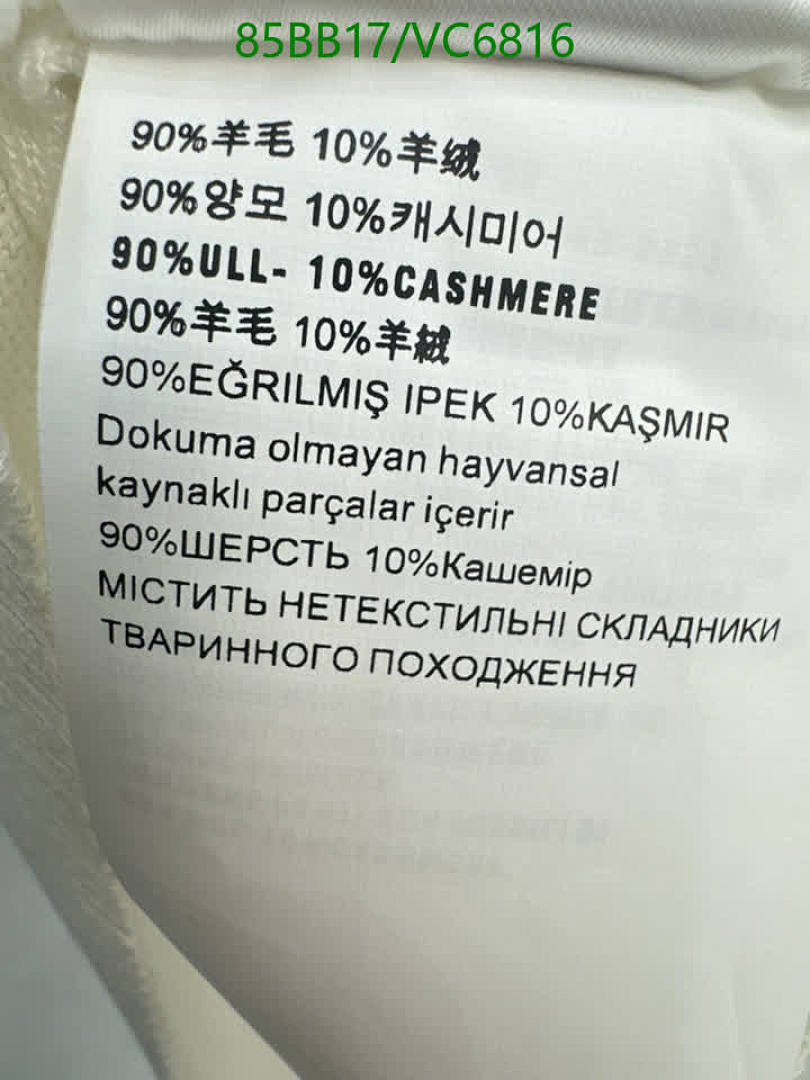 85BB17/VC6816
90%羊毛 10%羊绒
90%양모 10%캐시미어
90%ULL- 10%CASHMERE
90%羊毛 10%羊絨
90%EĞRILMIŞ IPEK 10%KAŞMIR
Dokuma olmayan hayvansal
kaynaklı parçalar içerir
90%ШЕРСТЬ 10%Кашемір
МІСТИТЬ НЕТЕКСТИЛЬНІ СКЛАДНИКИ
ТВАРИННОГО ПОХОДЖЕННЯ